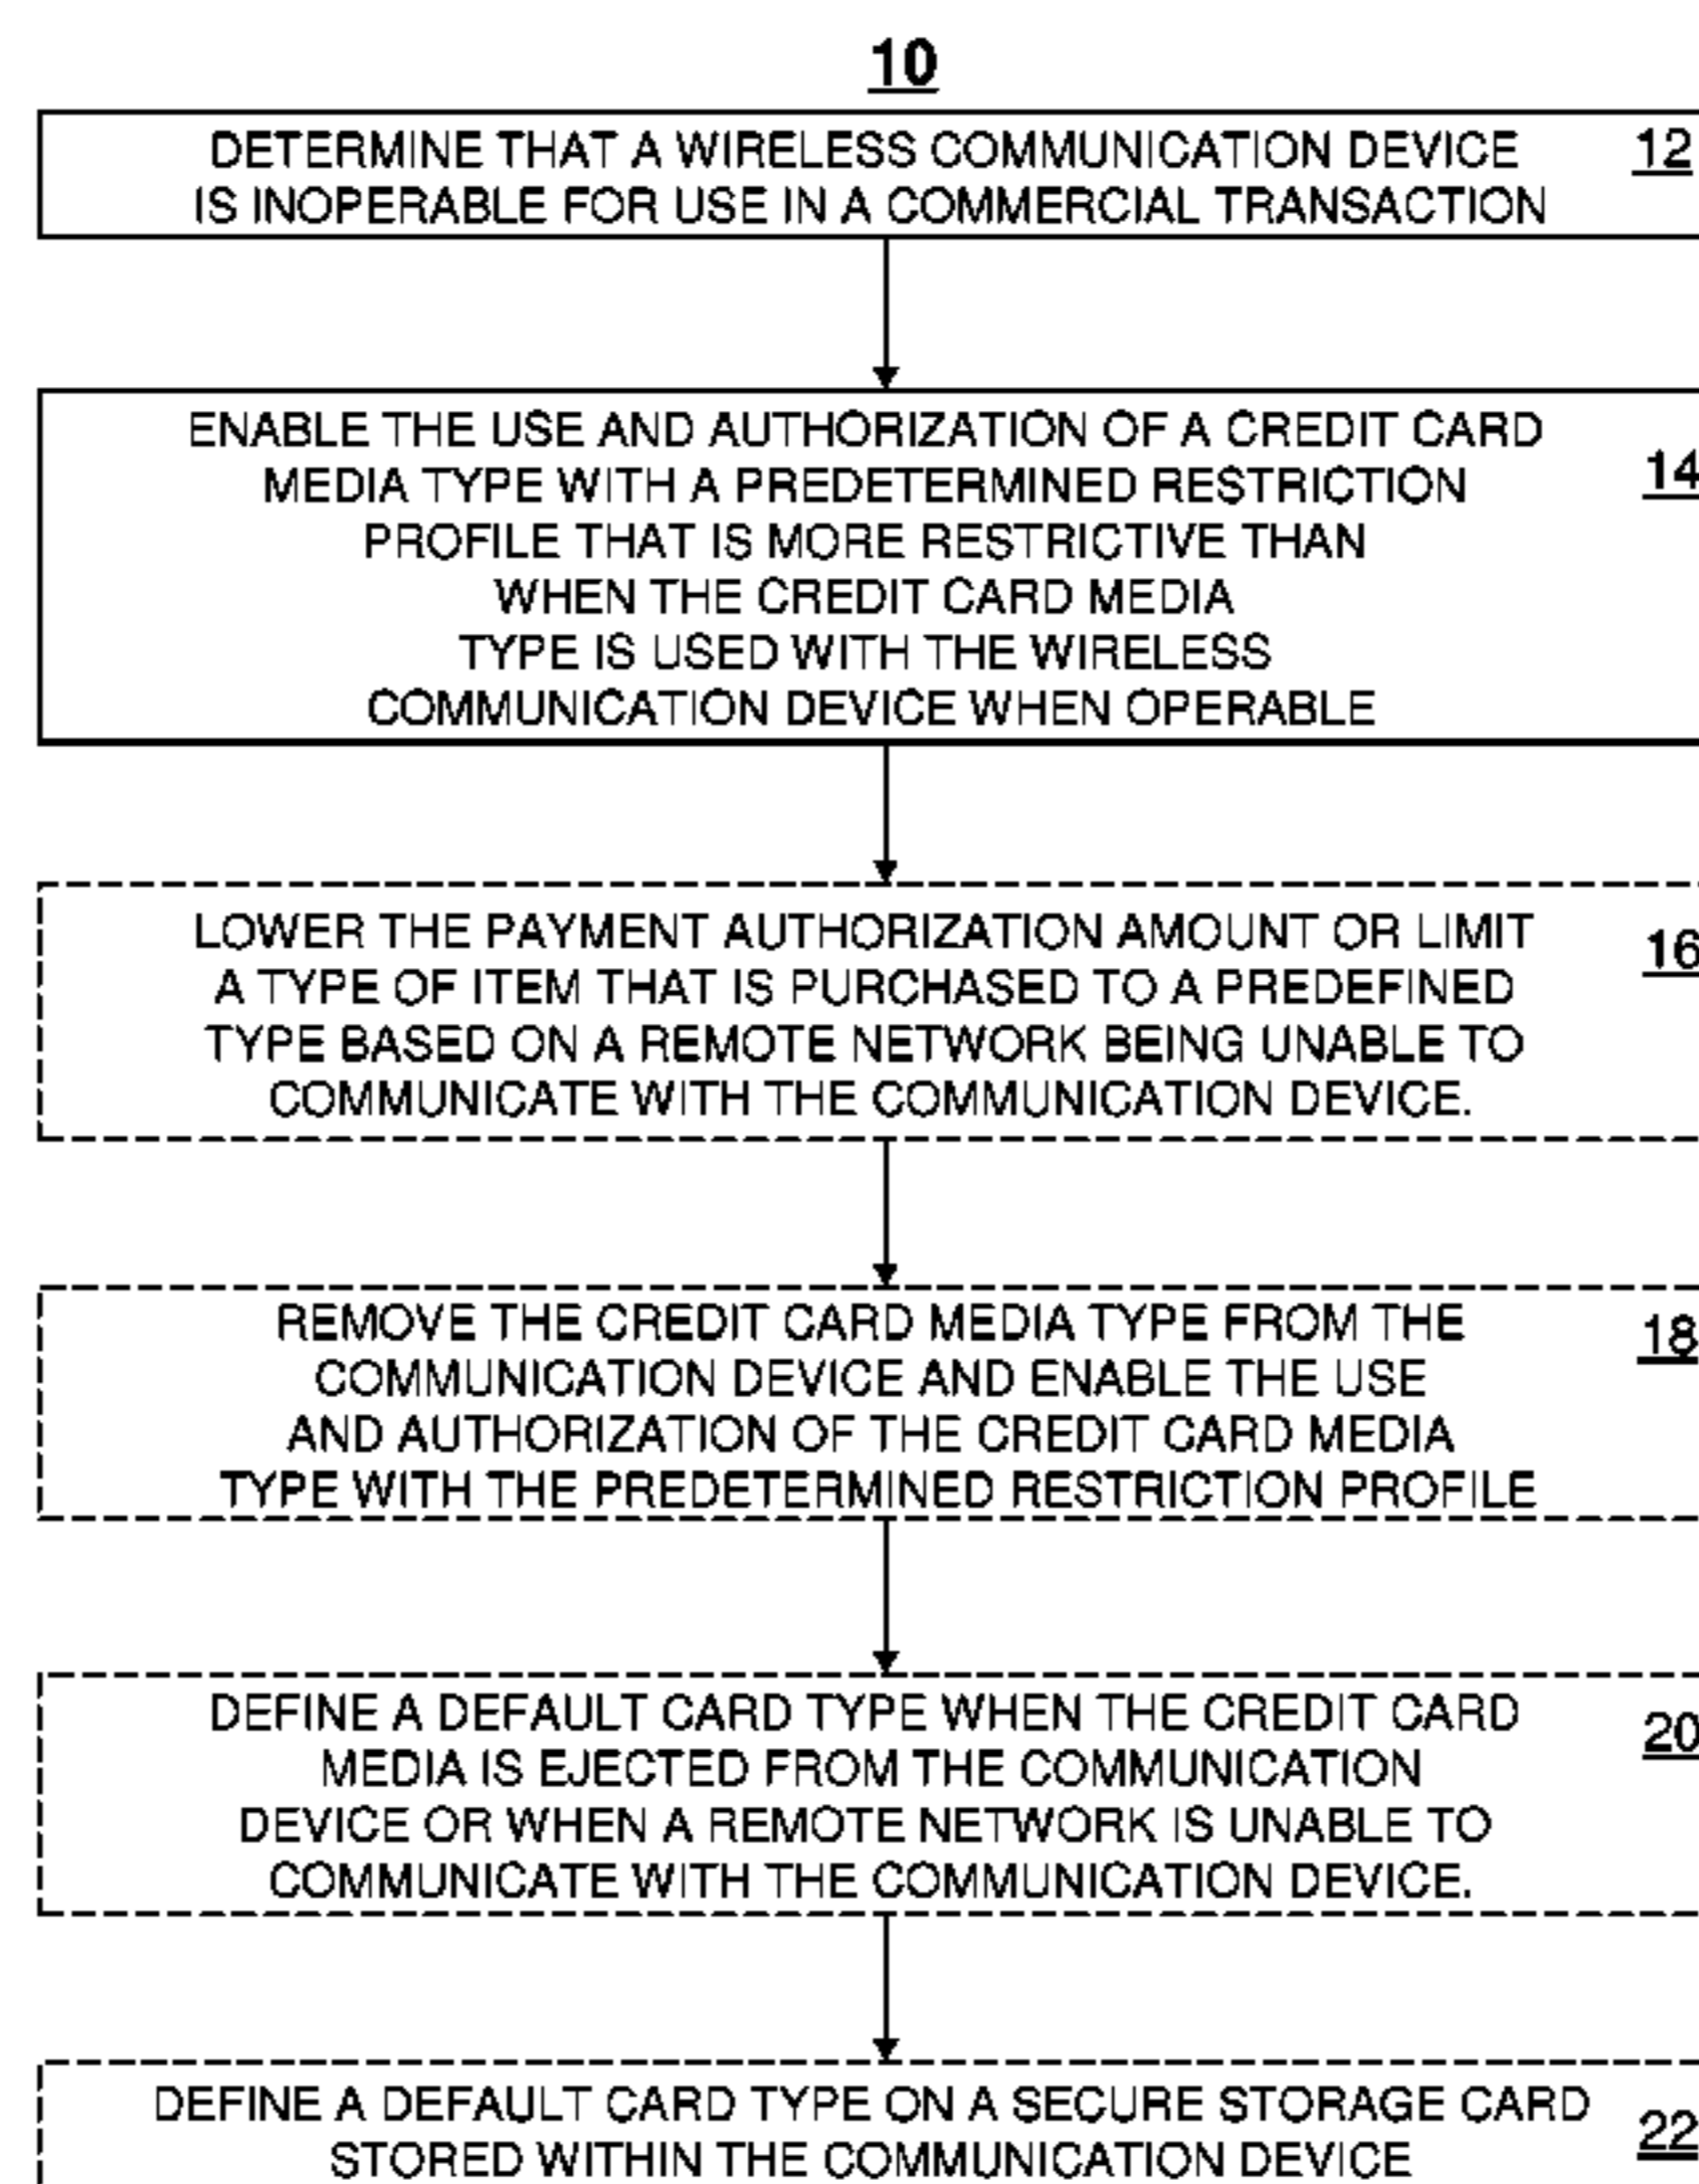 10
DETERMINE THAT A WIRELESS COMMUNICATION DEVICE
IS INOPERABLE FOR USE IN A COMMERCIAL TRANSACTION
12
ENABLE THE USE AND AUTHORIZATION OF A CREDIT CARD
MEDIA TYPE WITH A PREDETERMINED RESTRICTION
PROFILE THAT IS MORE RESTRICTIVE THAN
WHEN THE CREDIT CARD MEDIA
TYPE IS USED WITH THE WIRELESS
COMMUNICATION DEVICE WHEN OPERABLE
14
LOWER THE PAYMENT AUTHORIZATION AMOUNT OR LIMIT
A TYPE OF ITEM THAT IS PURCHASED TO A PREDEFINED
TYPE BASED ON A REMOTE NETWORK BEING UNABLE TO
COMMUNICATE WITH THE COMMUNICATION DEVICE.
16
REMOVE THE CREDIT CARD MEDIA TYPE FROM THE
COMMUNICATION DEVICE AND ENABLE THE USE
AND AUTHORIZATION OF THE CREDIT CARD MEDIA
TYPE WITH THE PREDETERMINED RESTRICTION PROFILE
18
DEFINE A DEFAULT CARD TYPE WHEN THE CREDIT CARD
MEDIA IS EJECTED FROM THE COMMUNICATION
DEVICE OR WHEN A REMOTE NETWORK IS UNABLE TO
COMMUNICATE WITH THE COMMUNICATION DEVICE.
20
DEFINE A DEFAULT CARD TYPE ON A SECURE STORAGE CARD
STORED WITHIN THE COMMUNICATION DEVICE
22